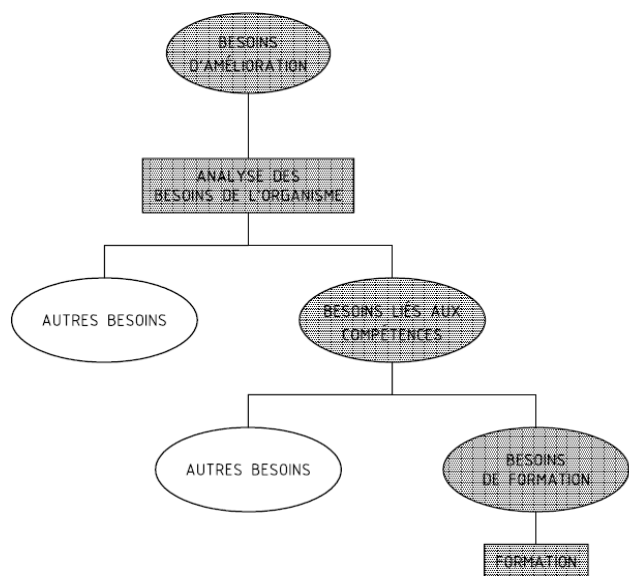 BESOINS
D'AMÉLIORATION
ANALYSE DES
BESOINS DE L'ORGANISME
AUTRES BESOINS
BESOINS LIÉS AUX
COMPÉTENCES
AUTRES BESOINS
BESOINS
DE FORMATION
FORMATION